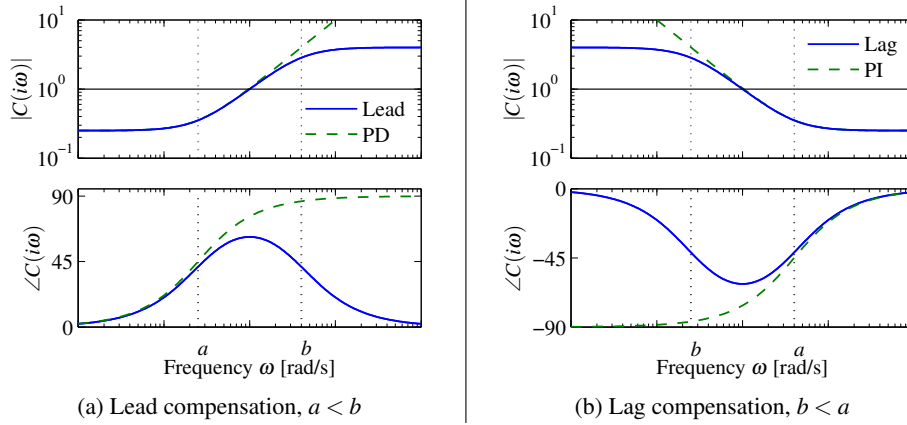 10^1
10^0
10^-1
|C(iω)|
Lead
PD
90
45
0
∠C(iω)
a
b
Frequency ω [rad/s]
(a) Lead compensation, a < b
10^1
10^0
10^-1
|C(iω)|
Lag
PI
0
−45
−90
∠C(iω)
b
a
Frequency ω [rad/s]
(b) Lag compensation, b < a